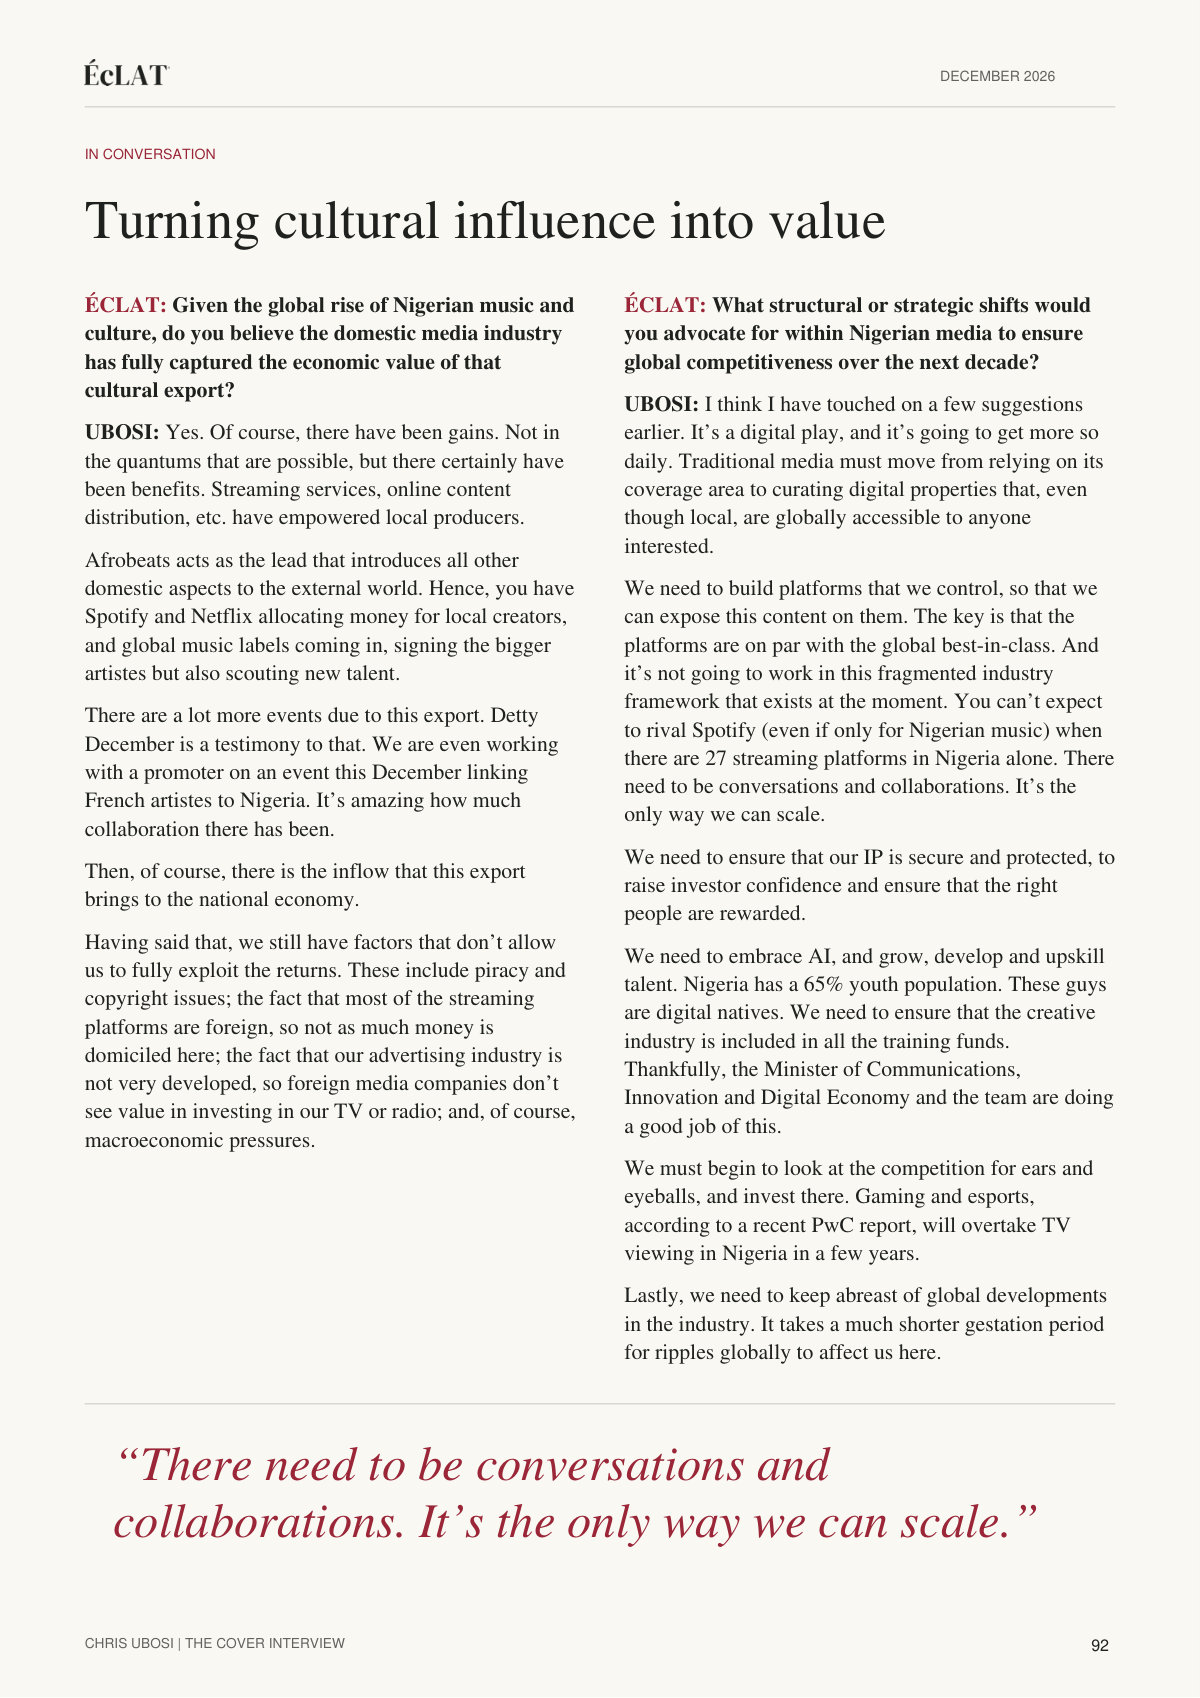 ÉcLAT
DECEMBER 2026
IN CONVERSATION
Turning cultural influence into value
ÉCLAT: Given the global rise of Nigerian music and
culture, do you believe the domestic media industry
has fully captured the economic value of that
cultural export?
UBOSI: Yes. Of course, there have been gains. Not in
the quantums that are possible, but there certainly have
been benefits. Streaming services, online content
distribution, etc. have empowered local producers.
Afrobeats acts as the lead that introduces all other
domestic aspects to the external world. Hence, you have
Spotify and Netflix allocating money for local creators,
and global music labels coming in, signing the bigger
artistes but also scouting new talent.
There are a lot more events due to this export. Detty
December is a testimony to that. We are even working
with a promoter on an event this December linking
French artistes to Nigeria. It’s amazing how much
collaboration there has been.
Then, of course, there is the inflow that this export
brings to the national economy.
Having said that, we still have factors that don’t allow
us to fully exploit the returns. These include piracy and
copyright issues; the fact that most of the streaming
platforms are foreign, so not as much money is
domiciled here; the fact that our advertising industry is
not very developed, so foreign media companies don’t
see value in investing in our TV or radio; and, of course,
macroeconomic pressures.
ÉCLAT: What structural or strategic shifts would
you advocate for within Nigerian media to ensure
global competitiveness over the next decade?
UBOSI: I think I have touched on a few suggestions
earlier. It’s a digital play, and it’s going to get more so
daily. Traditional media must move from relying on its
coverage area to curating digital properties that, even
though local, are globally accessible to anyone
interested.
We need to build platforms that we control, so that we
can expose this content on them. The key is that the
platforms are on par with the global best-in-class. And
it’s not going to work in this fragmented industry
framework that exists at the moment. You can’t expect
to rival Spotify (even if only for Nigerian music) when
there are 27 streaming platforms in Nigeria alone. There
need to be conversations and collaborations. It’s the
only way we can scale.
We need to ensure that our IP is secure and protected, to
raise investor confidence and ensure that the right
people are rewarded.
We need to embrace AI, and grow, develop and upskill
talent. Nigeria has a 65% youth population. These guys
are digital natives. We need to ensure that the creative
industry is included in all the training funds.
Thankfully, the Minister of Communications,
Innovation and Digital Economy and the team are doing
a good job of this.
We must begin to look at the competition for ears and
eyeballs, and invest there. Gaming and esports,
according to a recent PwC report, will overtake TV
viewing in Nigeria in a few years.
Lastly, we need to keep abreast of global developments
in the industry. It takes a much shorter gestation period
for ripples globally to affect us here.
“There need to be conversations and
collaborations. It’s the only way we can scale.”
CHRIS UBOSI | THE COVER INTERVIEW
92